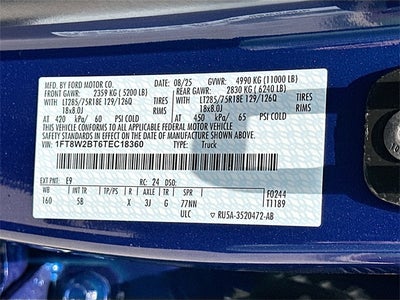 MFD. BY FORD MOTOR CO. 08/25 GVWR: 4990 KG (11000 LB)
FRONT GAWR: 2359 KG (5200 LB) REAR GAWR: 2830 KG (6240 LB)
LT285/75R18E 129/126Q TIRES LT285/75R18E 129/126Q TIRES
18x8.0J RIMS 18x8.0J RIMS
AT 420 kPa/ 60 PSI COLD AT 450 kPa/ 65 PSI COLD
THIS VEHICLE CONFORMS TO ALL APPLICABLE FEDERAL MOTOR VEHICLE
SAFETY STANDARDS IN EFFECT ON THE DATE OF MANUFACTURE SHOWN ABOVE.
VIN: 1FT8W2BT6TEC18360 TYPE: Truck
EXT PNT: E9 RC: 24 DSO: F0244
WB INT TR TP/PS R AXLE TR SPR T1189
160 5B X 3J G 77NN
ULC RU5A-3520472-AB